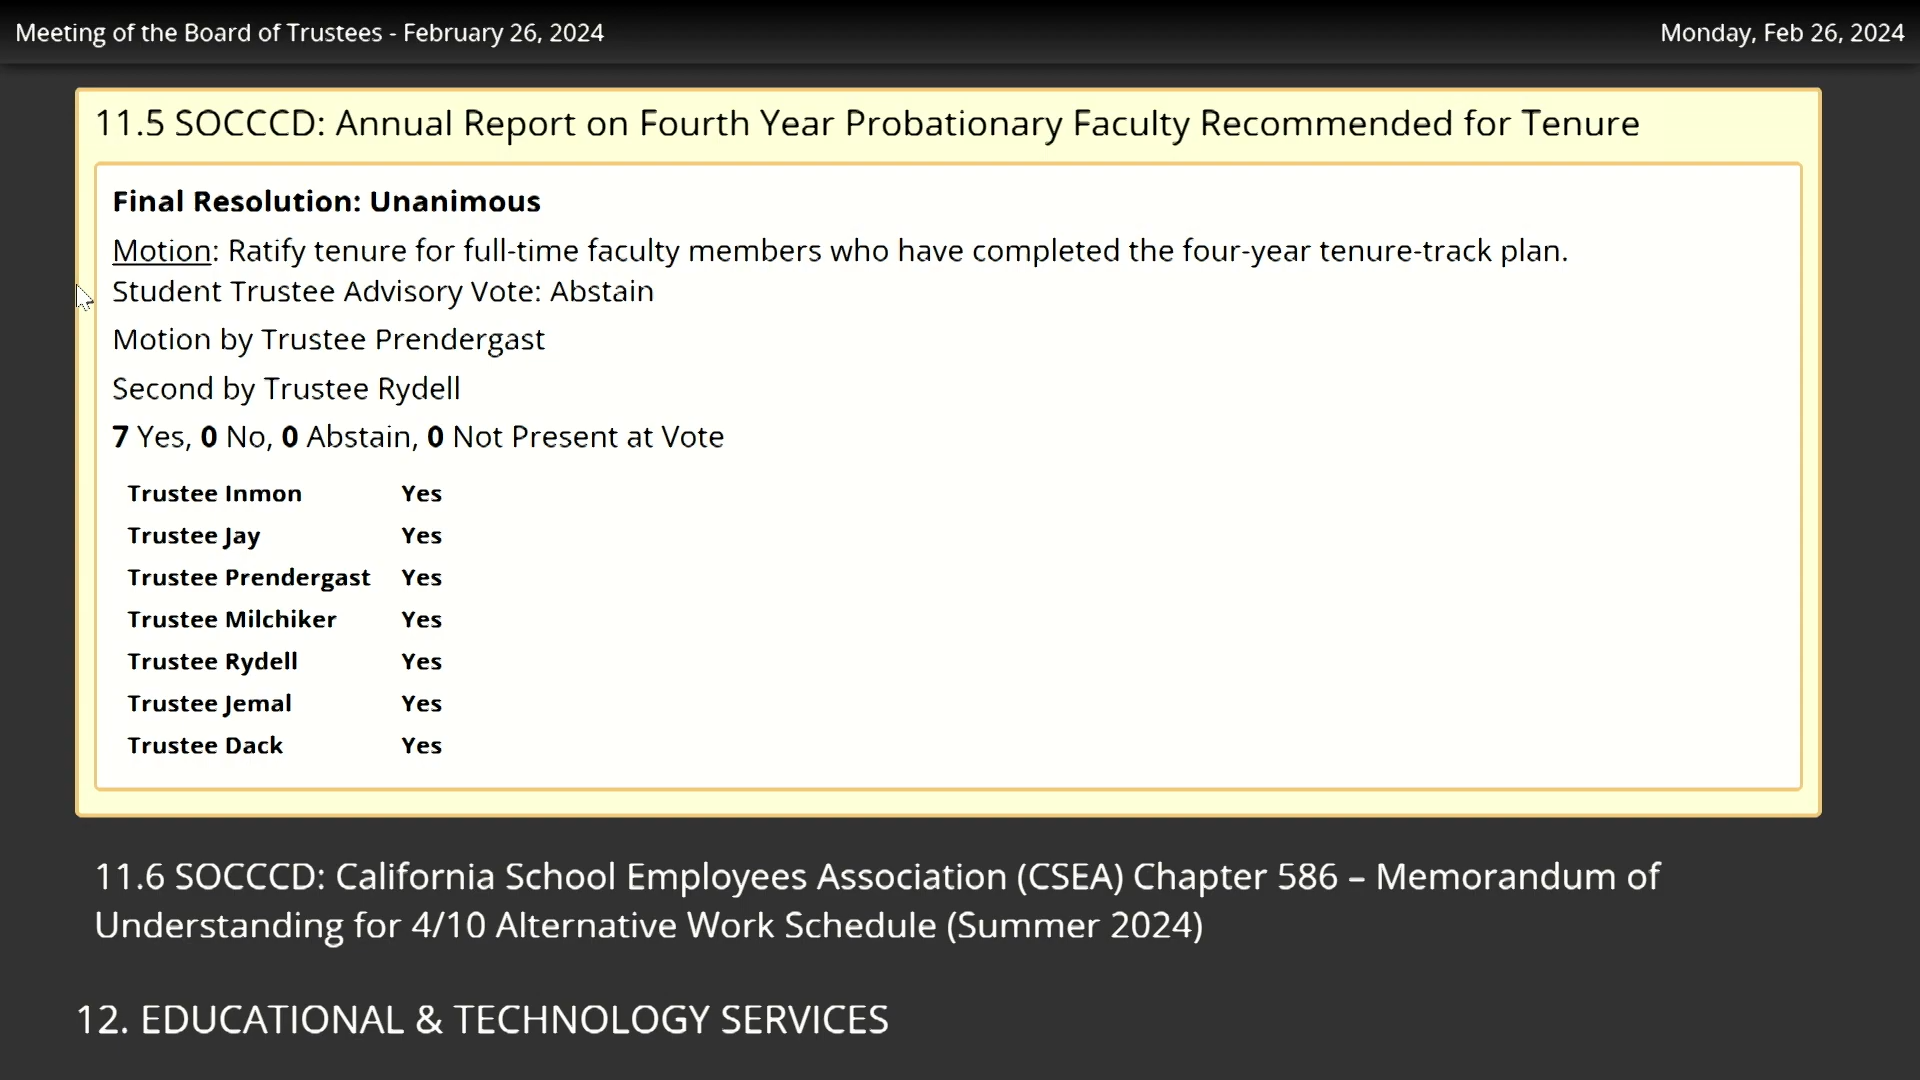 Meeting of the Board of Trustees - February 26, 2024
Monday, Feb 26, 2024
11.5 SOCCCD: Annual Report on Fourth Year Probationary Faculty Recommended for Tenure
Final Resolution: Unanimous
Motion: Ratify tenure for full-time faculty members who have completed the four-year tenure-track plan.
Student Trustee Advisory Vote: Abstain
Motion by Trustee Prendergast
Second by Trustee Rydell
7 Yes, 0 No, 0 Abstain, 0 Not Present at Vote
Trustee Inmon Yes
Trustee Jay Yes
Trustee Prendergast Yes
Trustee Milchiker Yes
Trustee Rydell Yes
Trustee Jemal Yes
Trustee Dack Yes
11.6 SOCCCD: California School Employees Association (CSEA) Chapter 586 – Memorandum of
Understanding for 4/10 Alternative Work Schedule (Summer 2024)
12. EDUCATIONAL & TECHNOLOGY SERVICES